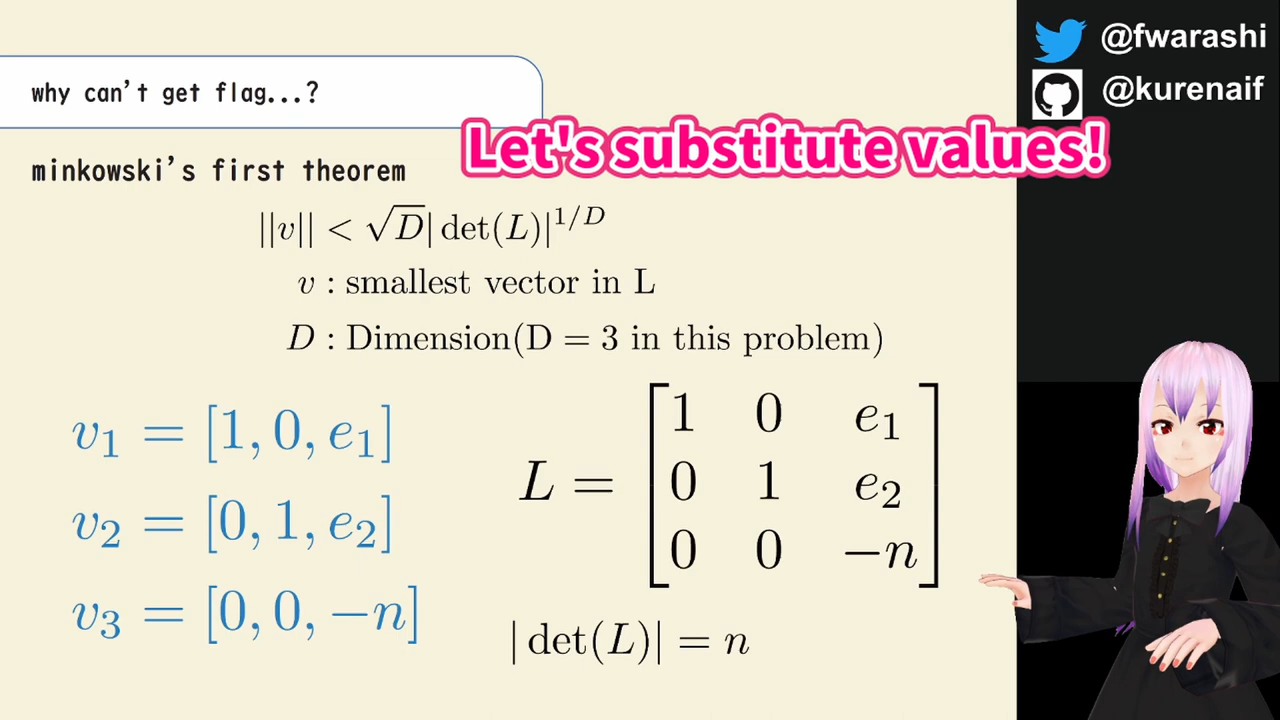 why can't get flag...?
Let's substitute values!
@fwarashi
@kurenaif
minkowski's first theorem
||v|| < √D| det(L)|^{1/D}
v : smallest vector in L
D : Dimension(D = 3 in this problem)
v₁ = [1, 0, e₁]
v₂ = [0, 1, e₂]
v₃ = [0, 0, −n]
L =
1 0 e₁
0 1 e₂
0 0 −n
| det(L)| = n